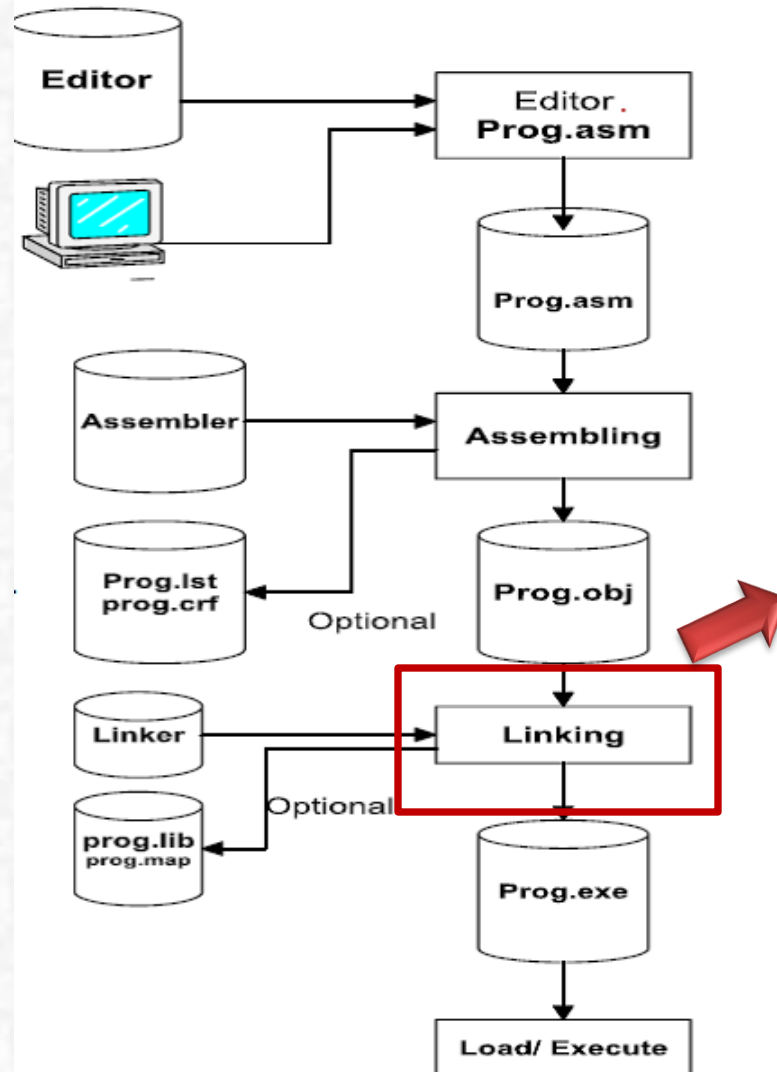 Editor
Editor
Prog.asm
Prog.asm
Assembler
Assembling
Prog.lst
prog.crf
Optional
Prog.obj
Linker
Linking
Optional
prog.lib
prog.map
Prog.exe
Load/ Execute